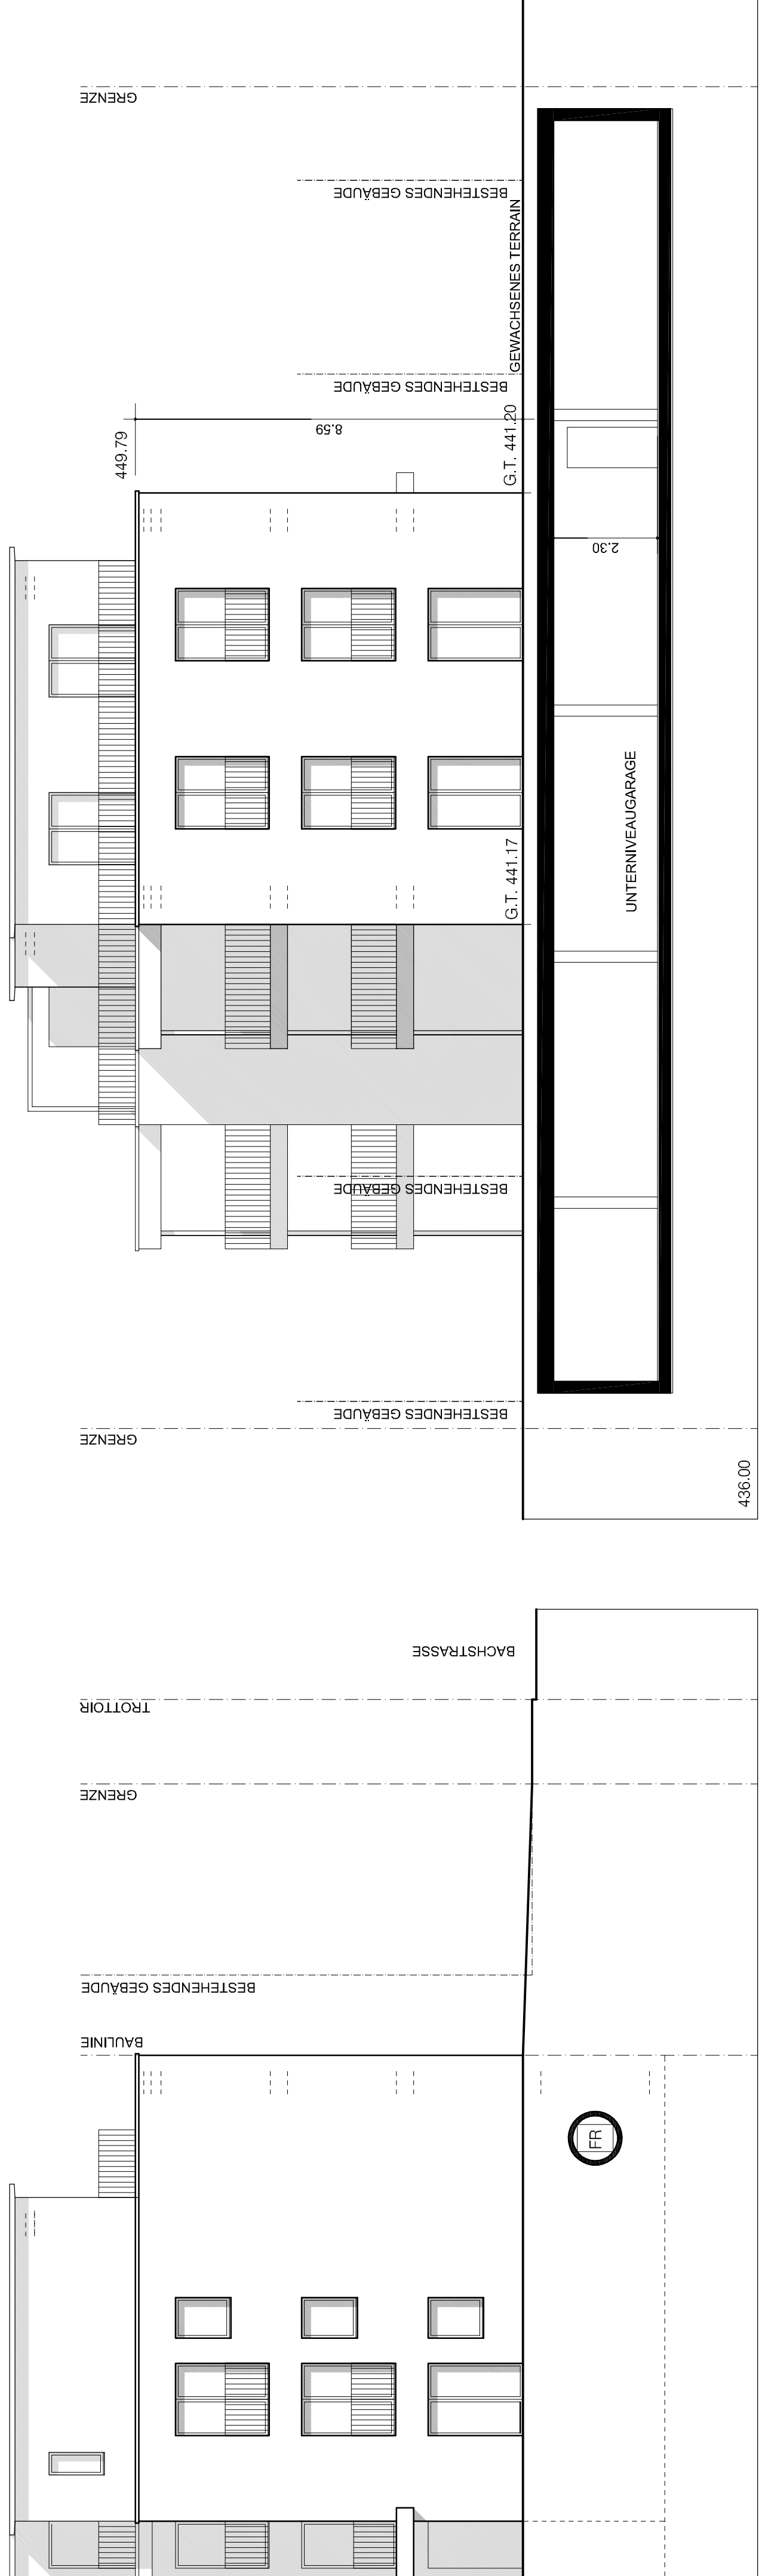 GRENZE
BESTEHENDES GEBÄUDE
GEWACHSENES TERRAIN
BESTEHENDES GEBÄUDE
449.79
8.59
G.T. 441.20
2.30
G.T. 441.17
UNTERNIVEAUGARAGE
BESTEHENDES GEBÄUDE
BESTEHENDES GEBÄUDE
GRENZE
436.00
BACHSTRASSE
TROTTOIR
GRENZE
BESTEHENDES GEBÄUDE
BAULINIE
FR